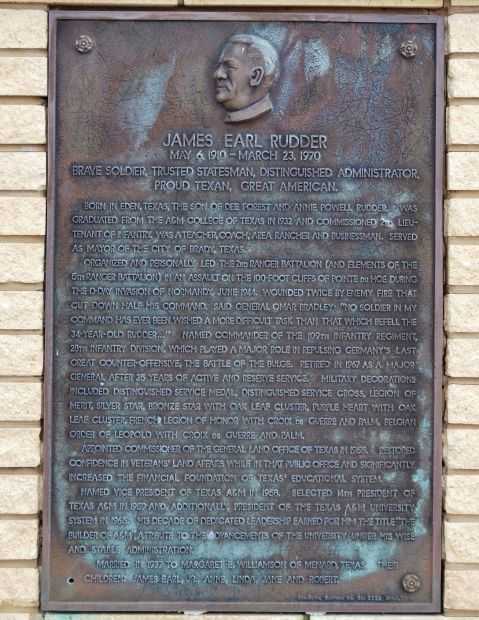 JAMES EARL RUDDER
MAY 6, 1910 – MARCH 23, 1970
BRAVE SOLDIER, TRUSTED STATESMAN, DISTINGUISHED ADMINISTRATOR,
PROUD TEXAN, GREAT AMERICAN.
BORN IN EDEN, TEXAS, THE SON OF DEE FOREST AND ANNIE POWELL RUDDER. WAS
GRADUATED FROM THE A&M COLLEGE OF TEXAS IN 1932 AND COMMISSIONED 2ND LIEU-
TENANT OF INFANTRY. WAS A TEACHER, COACH, AREA RANCHER AND BUSINESSMAN. SERVED
AS MAYOR OF THE CITY OF BRADY, TEXAS.
ORGANIZED AND PERSONALLY LED THE 2ND RANGER BATTALION (AND ELEMENTS OF THE
5TH RANGER BATTALION) IN AN ASSAULT ON THE 100-FOOT CLIFFS OF POINTE DU HOE DURING
THE D-DAY INVASION OF NORMANDY, JUNE 1944. WOUNDED TWICE BY ENEMY FIRE THAT
CUT DOWN HALF HIS COMMAND. SAID GENERAL OMAR BRADLEY: "NO SOLDIER IN MY
COMMAND HAS EVER BEEN WISHED A MORE DIFFICULT TASK THAN THAT WHICH BEFELL THE
34-YEAR-OLD RUDDER...." NAMED COMMANDER OF THE 109TH INFANTRY REGIMENT,
28TH INFANTRY DIVISION, WHICH PLAYED A MAJOR ROLE IN REPULSING GERMANY'S LAST
GREAT COUNTER-OFFENSIVE, THE BATTLE OF THE BULGE. RETIRED IN 1967 AS A MAJOR
GENERAL AFTER 35 YEARS OF ACTIVE AND RESERVE SERVICE. MILITARY DECORATIONS
INCLUDED DISTINGUISHED SERVICE MEDAL, DISTINGUISHED SERVICE CROSS, LEGION OF
MERIT, SILVER STAR, BRONZE STAR WITH OAK LEAF CLUSTER, PURPLE HEART WITH OAK
LEAF CLUSTER, FRENCH LEGION OF HONOR WITH CROIX DE GUERRE AND PALM, BELGIAN
ORDER OF LEOPOLD WITH CROIX DE GUERRE AND PALM.
APPOINTED COMMISSIONER OF THE GENERAL LAND OFFICE OF TEXAS IN 1955. RESTORED
CONFIDENCE IN VETERANS' LAND AFFAIRS WHILE IN THAT PUBLIC OFFICE AND SIGNIFICANTLY
INCREASED THE FINANCIAL FOUNDATION OF TEXAS' EDUCATIONAL SYSTEM.
NAMED VICE PRESIDENT OF TEXAS A&M IN 1958. SELECTED 16TH PRESIDENT OF
TEXAS A&M IN 1959 AND, ADDITIONALLY, PRESIDENT OF THE TEXAS A&M UNIVERSITY
SYSTEM IN 1965. HIS DECADE OF DEDICATED LEADERSHIP EARNED FOR HIM THE TITLE "THE
BUILDER OF A&M", A TRIBUTE TO THE ADVANCEMENTS OF THE UNIVERSITY UNDER HIS WISE
AND STABLE ADMINISTRATION.
MARRIED IN 1937 TO MARGARET E. WILLIAMSON OF MENARD, TEXAS. THEIR
CHILDREN: JAMES EARL, JR., ANNE, LINDA, JANE AND ROBERT.